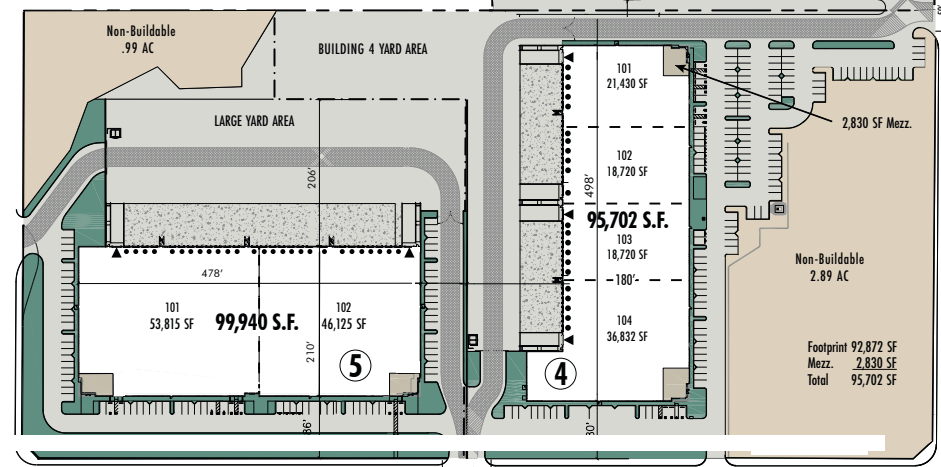 Non-Buildable
.99 AC
BUILDING 4 YARD AREA
LARGE YARD AREA
206'
478'
101
53,815 SF
99,940 S.F.
102
46,125 SF
210'
5
101
21,430 SF
2,830 SF Mezz.
102
18,720 SF
498'
95,702 S.F.
103
18,720 SF
180'
104
36,832 SF
4
Non-Buildable
2.89 AC
Footprint 92,872 SF
Mezz. 2,830 SF
Total 95,702 SF